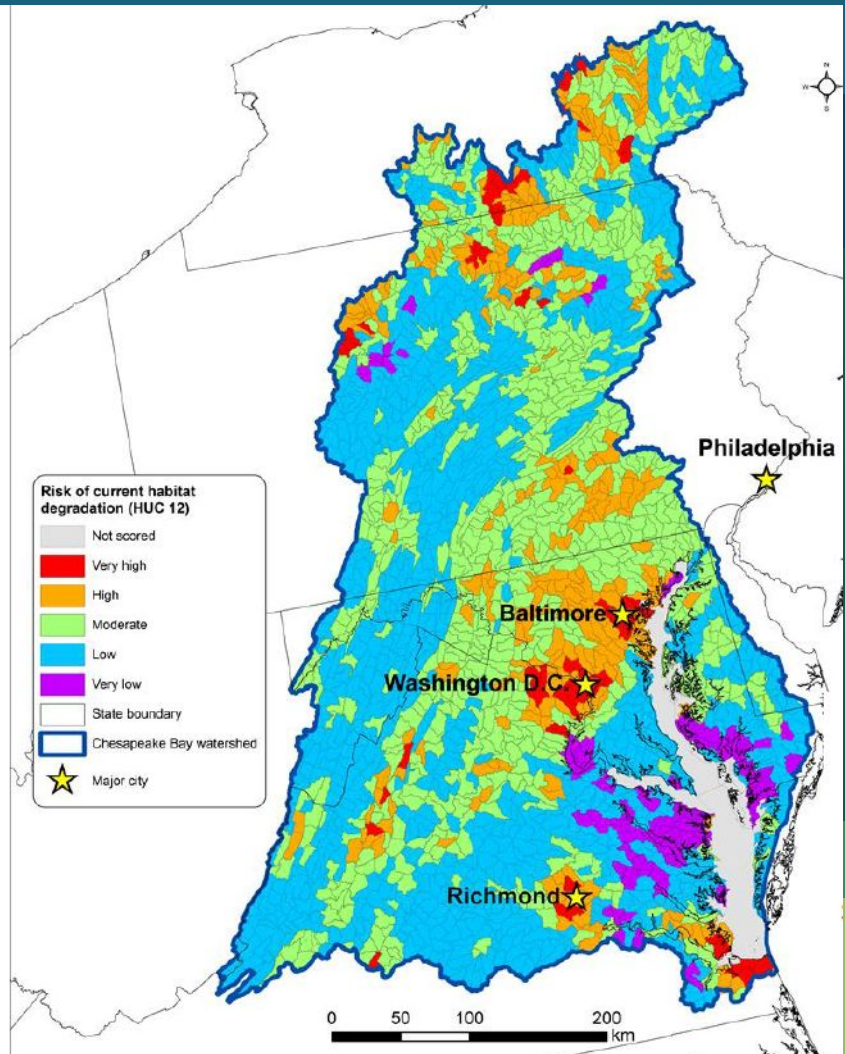 N
W
S
Philadelphia
Risk of current habitat
degradation (HUC 12)
Not scored
Very high
High
Moderate
Low
Very low
State boundary
Chesapeake Bay watershed
Major city
Baltimore
Washington D.C.
Richmond
0 50 100 200
km